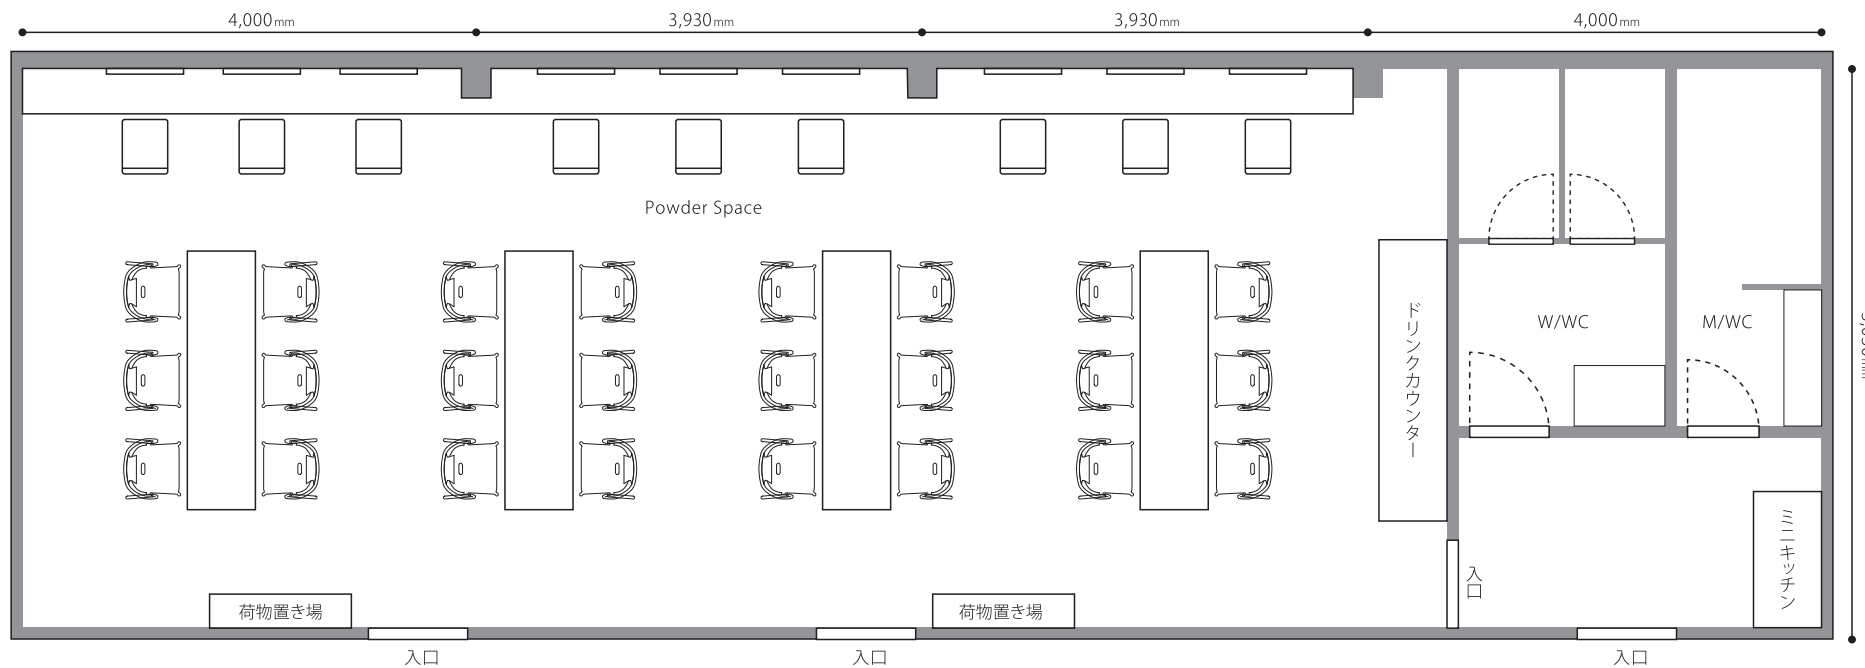 4,000mm
3,930mm
3,930mm
4,000mm
Powder Space
ドリンクカウンター
W/WC
M/WC
ミニキッチン
入口
荷物置き場
荷物置き場
入口
入口
入口